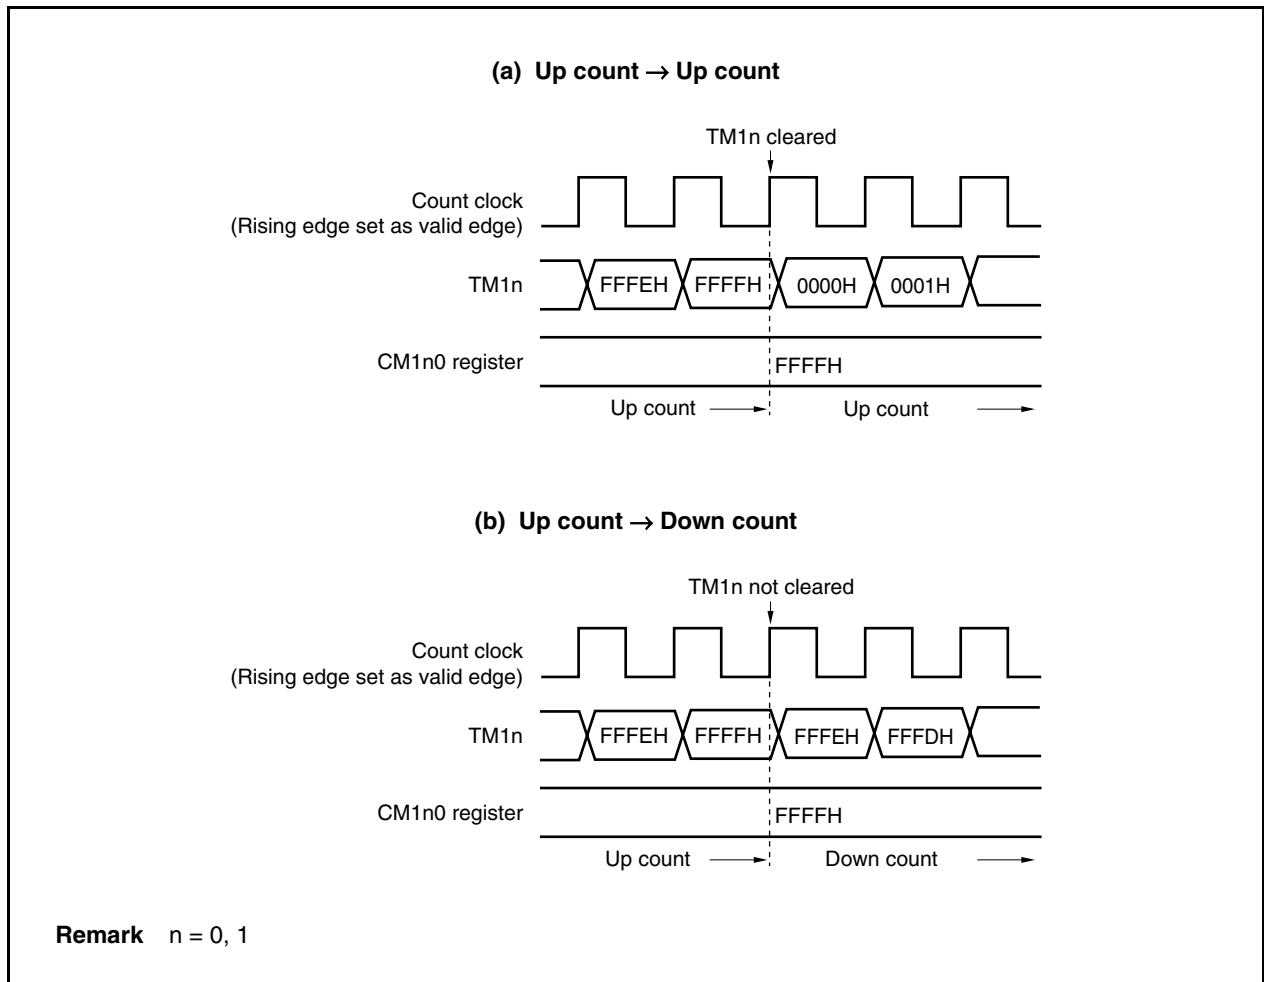 (a) Up count → Up count
TM1n cleared
Count clock
(Rising edge set as valid edge)
TM1n
FFFEH FFFFH 0000H 0001H
CM1n0 register
FFFFH
Up count Up count
(b) Up count → Down count
TM1n not cleared
Count clock
(Rising edge set as valid edge)
TM1n
FFFEH FFFFH FFFEH FFFDH
CM1n0 register
FFFFH
Up count Down count
Remark n = 0, 1